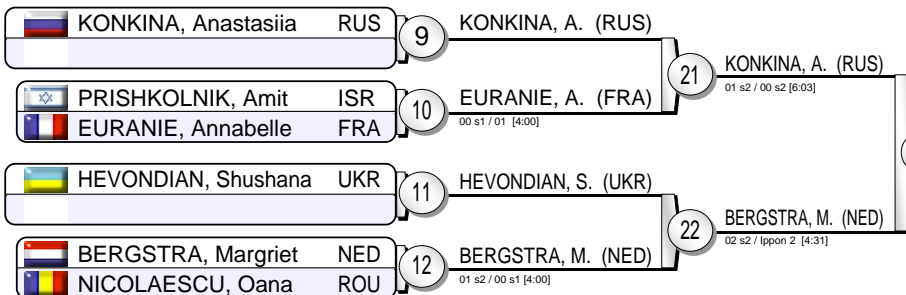 KONKINA, Anastasiia RUS
9
KONKINA, A. (RUS)
PRISHKOLNIK, Amit ISR
EURANIE, Annabelle FRA
10
EURANIE, A. (FRA)
00 s1 / 01 [4:00]
21
KONKINA, A. (RUS)
01 s2 / 00 s2 [6:03]
HEVONDIAN, Shushana UKR
11
HEVONDIAN, S. (UKR)
BERGSTRA, Margriet NED
NICOLAESCU, Oana ROU
12
BERGSTRA, M. (NED)
01 s2 / 00 s1 [4:00]
22
BERGSTRA, M. (NED)
02 s2 / Ippon 2 [4:31]